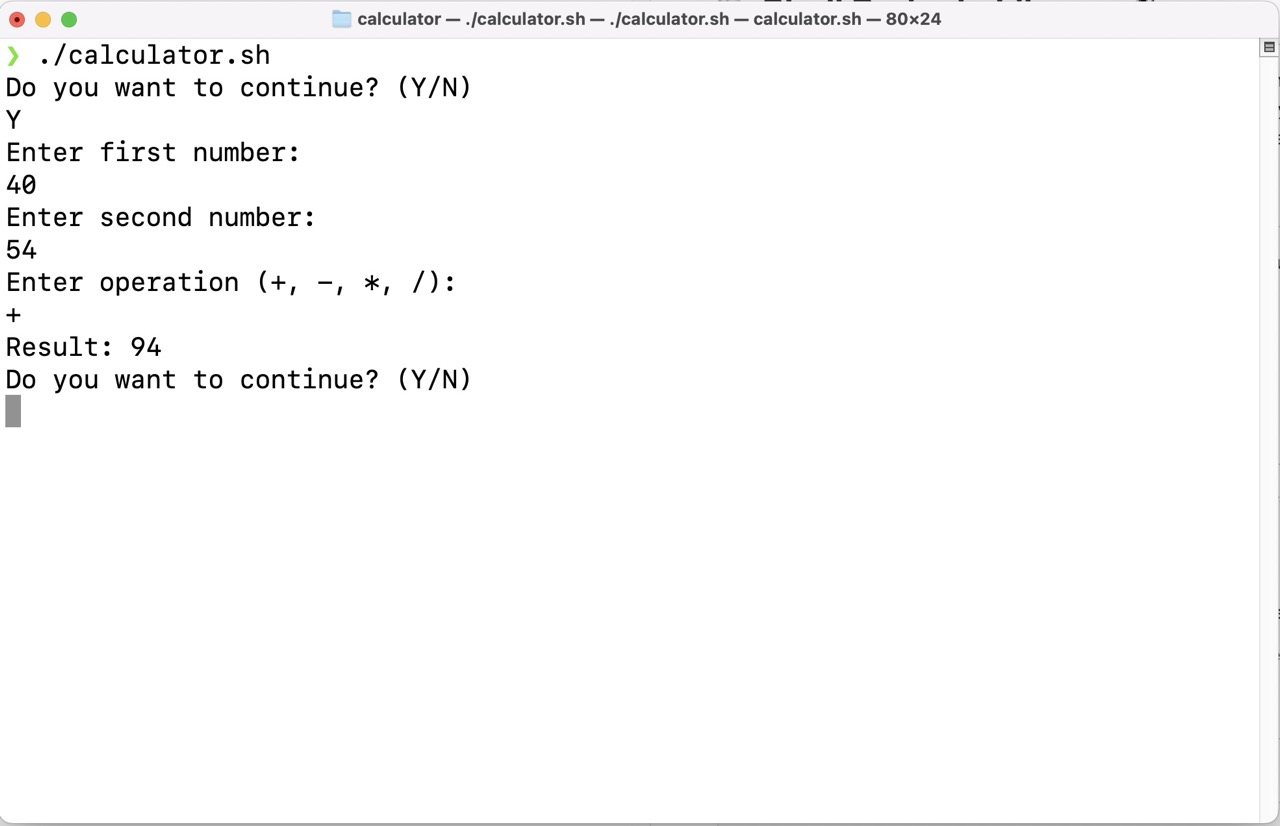 calculator — ./calculator.sh — ./calculator.sh — calculator.sh — 80×24
❯ ./calculator.sh
Do you want to continue? (Y/N)
Y
Enter first number:
40
Enter second number:
54
Enter operation (+, -, *, /):
+
Result: 94
Do you want to continue? (Y/N)